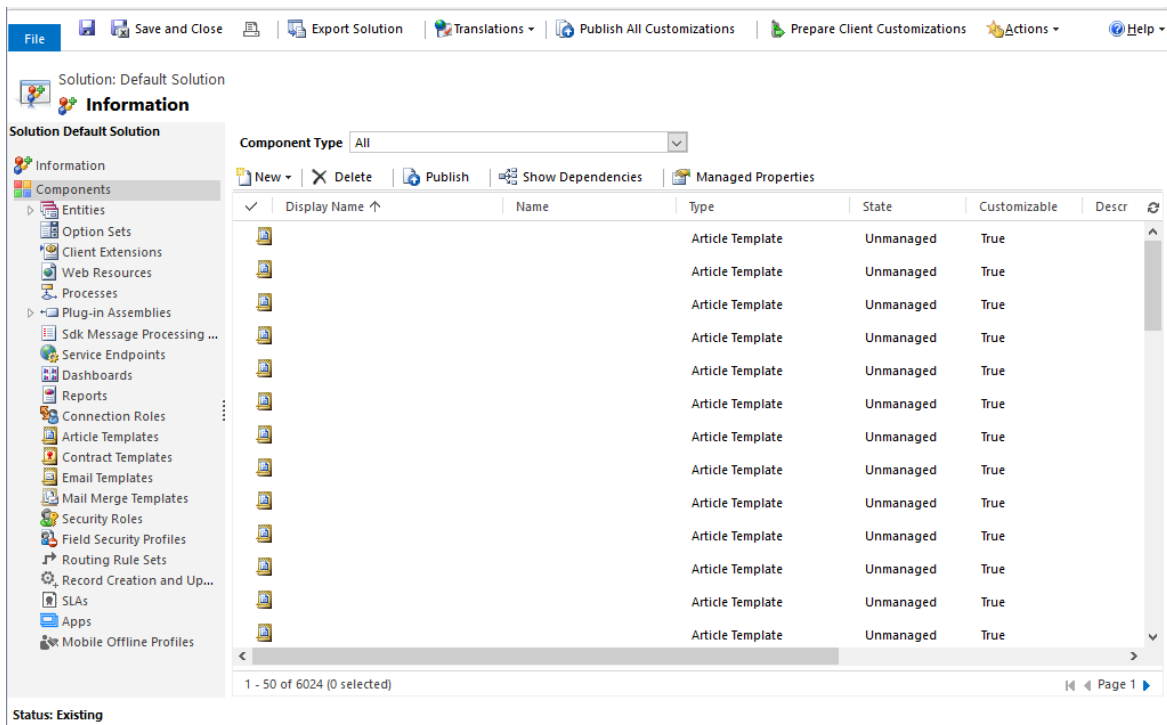 File Save and Close Export Solution Translations Publish All Customizations Prepare Client Customizations Actions Help
Solution: Default Solution
Information
Solution Default Solution
Information
Components
Entities
Option Sets
Client Extensions
Web Resources
Processes
Plug-in Assemblies
Sdk Message Processing ...
Service Endpoints
Dashboards
Reports
Connection Roles
Article Templates
Contract Templates
Email Templates
Mail Merge Templates
Security Roles
Field Security Profiles
Routing Rule Sets
Record Creation and Up...
SLAs
Apps
Mobile Offline Profiles
Component Type All
New Delete Publish Show Dependencies Managed Properties
Display Name Name Type State Customizable Descr
Article Template Unmanaged True
Article Template Unmanaged True
Article Template Unmanaged True
Article Template Unmanaged True
Article Template Unmanaged True
Article Template Unmanaged True
Article Template Unmanaged True
Article Template Unmanaged True
Article Template Unmanaged True
Article Template Unmanaged True
Article Template Unmanaged True
Article Template Unmanaged True
Article Template Unmanaged True
1 - 50 of 6024 (0 selected) Page 1
Status: Existing